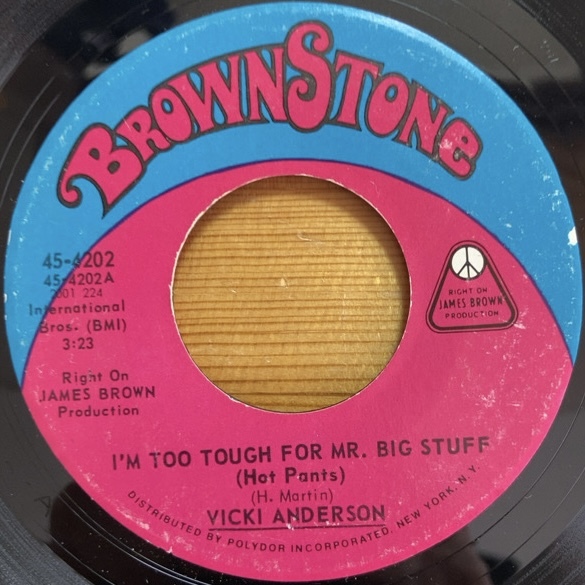 BROWNSTONE
45-4202
45-4202A
2001 224
International
Bros. (BMI)
3:23
Right On
JAMES BROWN
Production
RIGHT ON
JAMES BROWN
PRODUCTION
I'M TOO TOUGH FOR MR. BIG STUFF
(Hot Pants)
(H. Martin)
VICKI ANDERSON
DISTRIBUTED BY POLYDOR INCORPORATED, NEW YORK, N.Y.